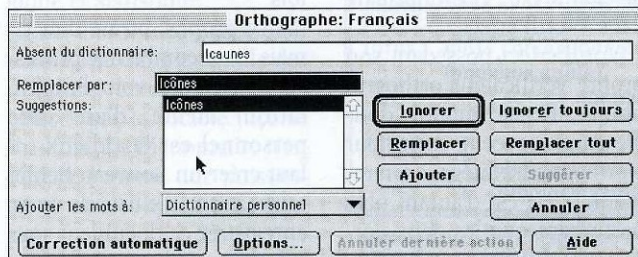 Orthographe: Français
Absent du dictionnaire: Icaunes
Remplacer par: Icônes
Suggestions: Icônes
Ignorer Ignorer toujours
Remplacer Remplacer tout
Ajouter Suggérer
Ajouter les mots à: Dictionnaire personnel Annuler
Correction automatique Options... Annuler dernière action Aide